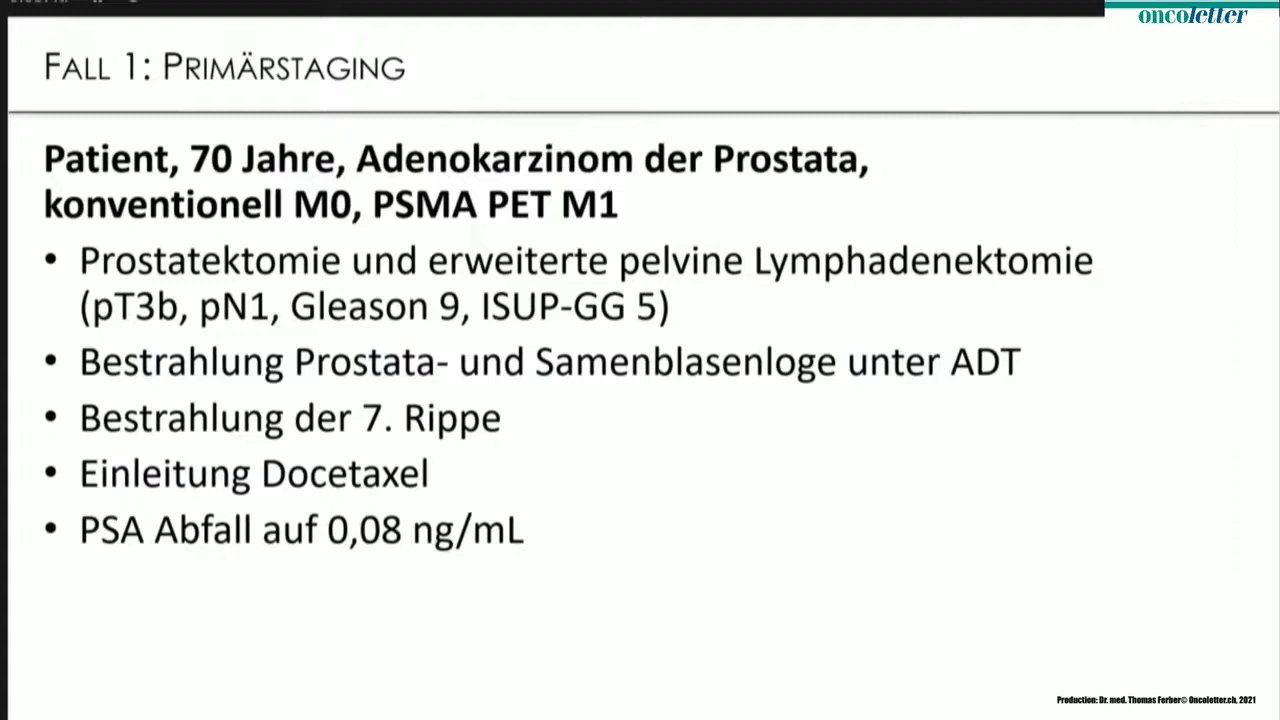 oncoletter
FALL 1: PRIMÄRSTAGING
Patient, 70 Jahre, Adenokarzinom der Prostata,
konventionell M0, PSMA PET M1
• Prostatektomie und erweiterte pelvine Lymphadenektomie
(pT3b, pN1, Gleason 9, ISUP-GG 5)
• Bestrahlung Prostata- und Samenblasenloge unter ADT
• Bestrahlung der 7. Rippe
• Einleitung Docetaxel
• PSA Abfall auf 0,08 ng/mL
Production: Dr. med. Thomas Ferber© Oncoletter.ch, 2021